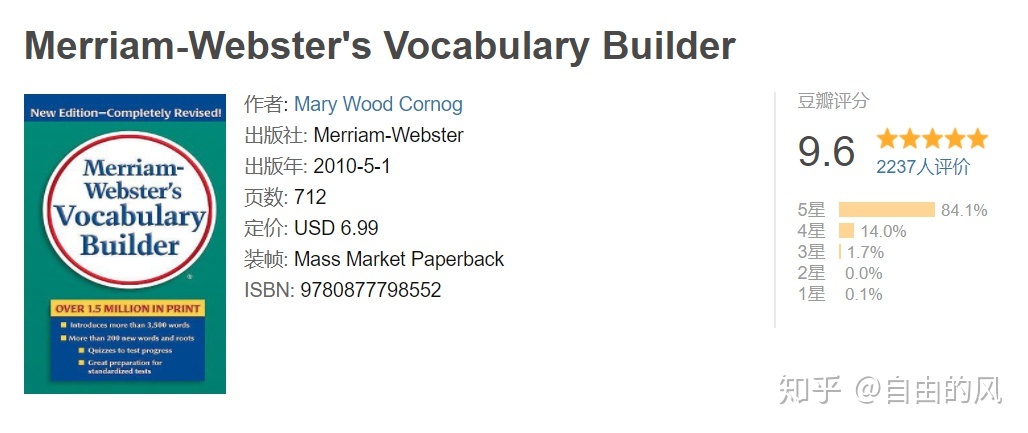 Merriam-Webster's Vocabulary Builder
New Edition—Completely Revised!
Merriam-
Webster's
Vocabulary
Builder
®
OVER 1.5 MILLION IN PRINT
Introduces more than 3,500 words
More than 200 new words and roots
Quizzes to test progress
Great preparation for
standardized tests
作者: Mary Wood Cornog
出版社: Merriam-Webster
出版年: 2010-5-1
页数: 712
定价: USD 6.99
装帧: Mass Market Paperback
ISBN: 9780877798552
豆瓣评分
9.6
2237人评价
5星 84.1%
4星 14.0%
3星 1.7%
2星 0.0%
1星 0.1%
知乎 @自由的风